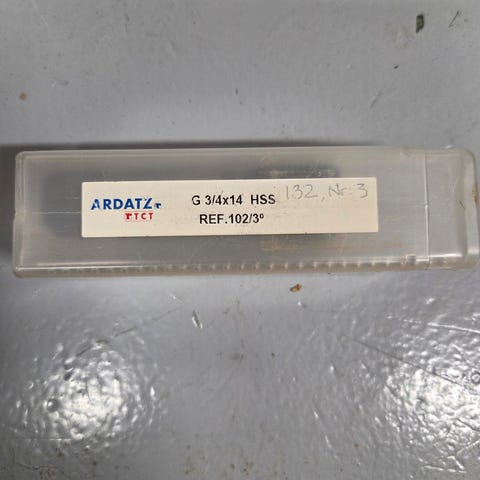 ARDATZ G 3/4x14 HSS 132, Nr. 3
TTCT REF.102/3º